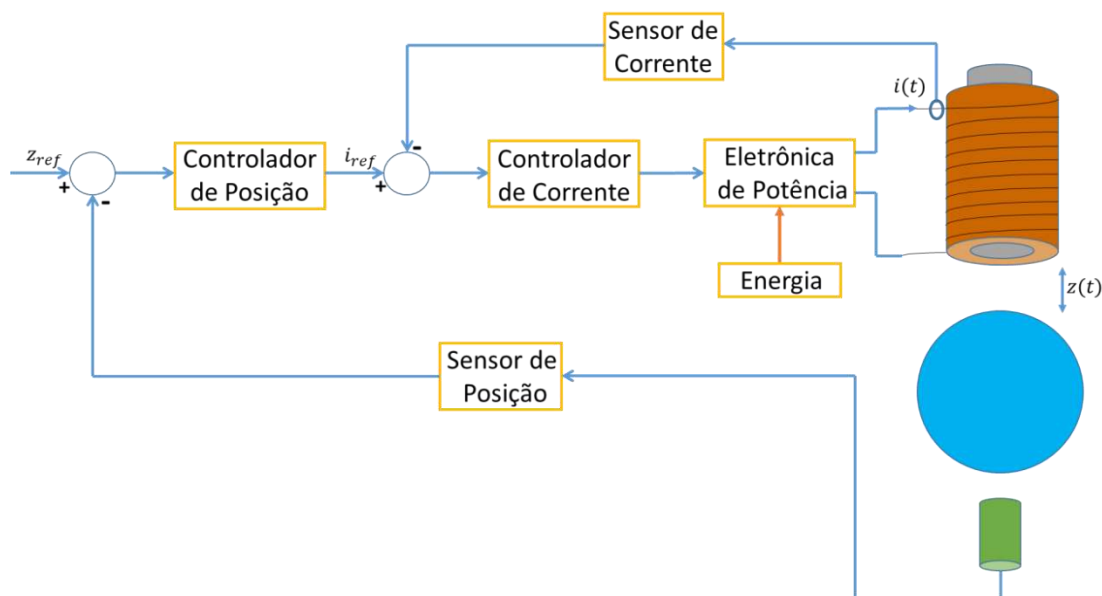 Sensor de
Corrente
i(t)
z_ref
+
-
Controlador
de Posição
i_ref
+
-
Controlador
de Corrente
Eletrônica
de Potência
Energia
z(t)
Sensor de
Posição